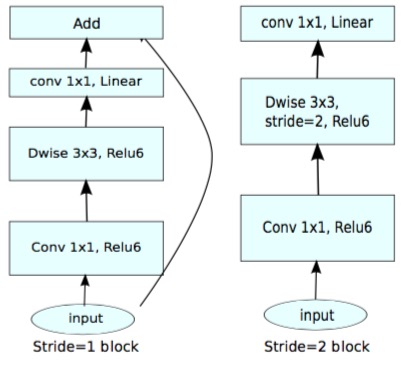 Add
conv 1x1, Linear
Dwise 3x3, Relu6
Conv 1x1, Relu6
input
Stride=1 block
conv 1x1, Linear
Dwise 3x3,
stride=2, Relu6
Conv 1x1, Relu6
input
Stride=2 block